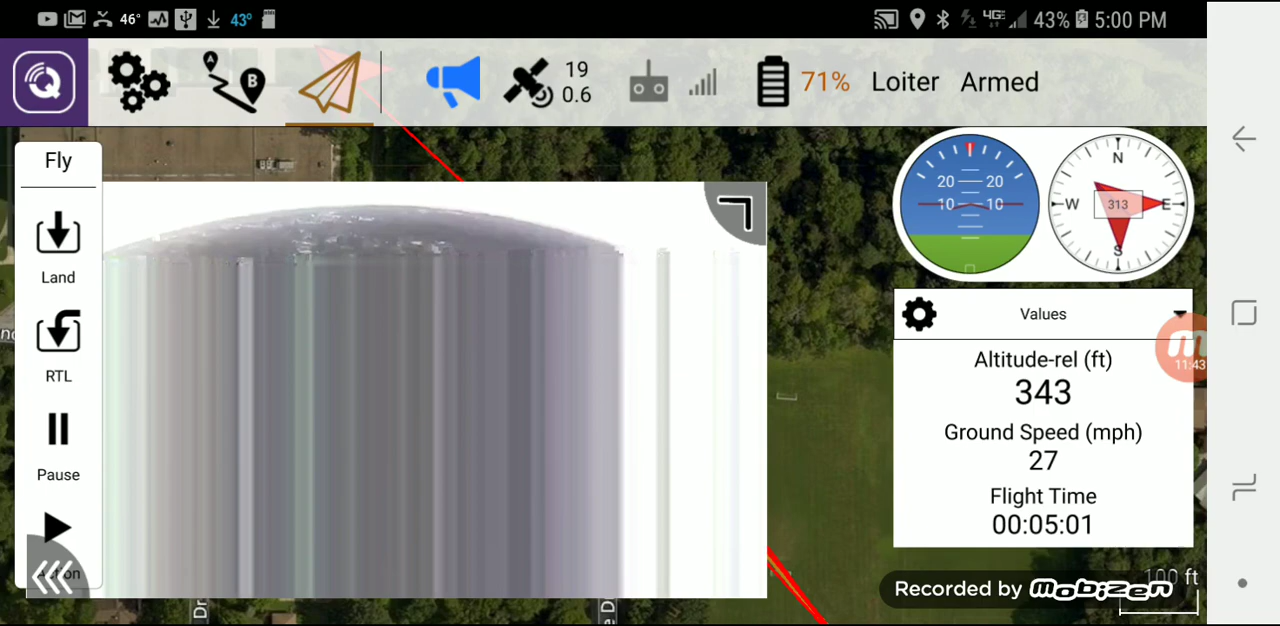 46° 43° 4GE 43% 5:00 PM
A B
19
0.6
71% Loiter Armed
Fly
Land
RTL
Pause
N
W E
S
313
20 20
10 10
Values
Altitude-rel (ft)
343
Ground Speed (mph)
27
Flight Time
00:05:01
m
11:43
Dr
e D
100 ft
Recorded by Mobizen